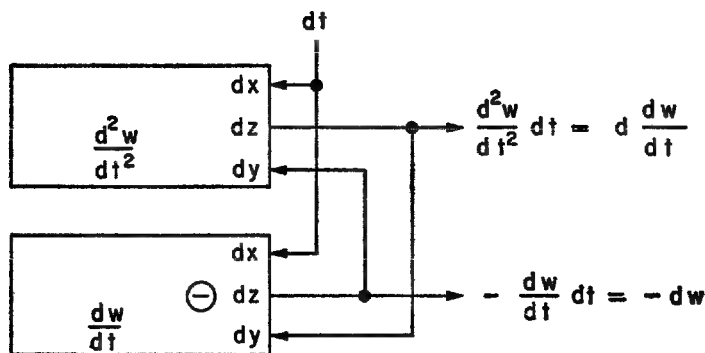 dt
dx
d²w/dt²
dz
d²w/dt² dt = d dw/dt
dy
dx
⊖ dz
- dw/dt dt = - dw
dw/dt
dy